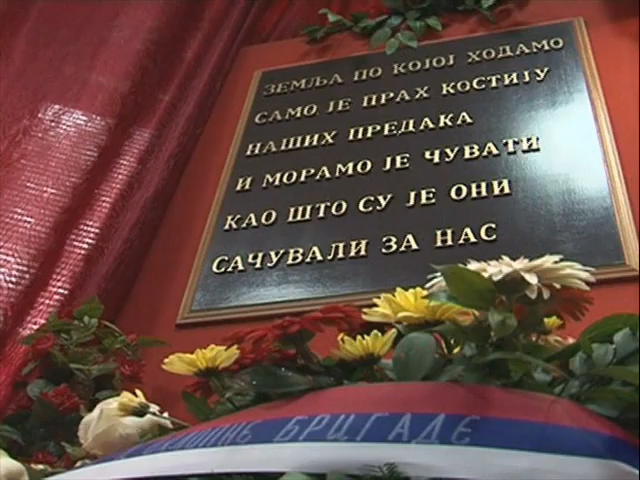 ЗЕМЉА ПО КОЈОЈ ХОДАМО
САМО ЈЕ ПРАХ КОСТИЈУ
НАШИХ ПРЕДАКА
И МОРАМО ЈЕ ЧУВАТИ
КАО ШТО СУ ЈЕ ОНИ
САЧУВАЛИ ЗА НАС
БРИГАДЕ